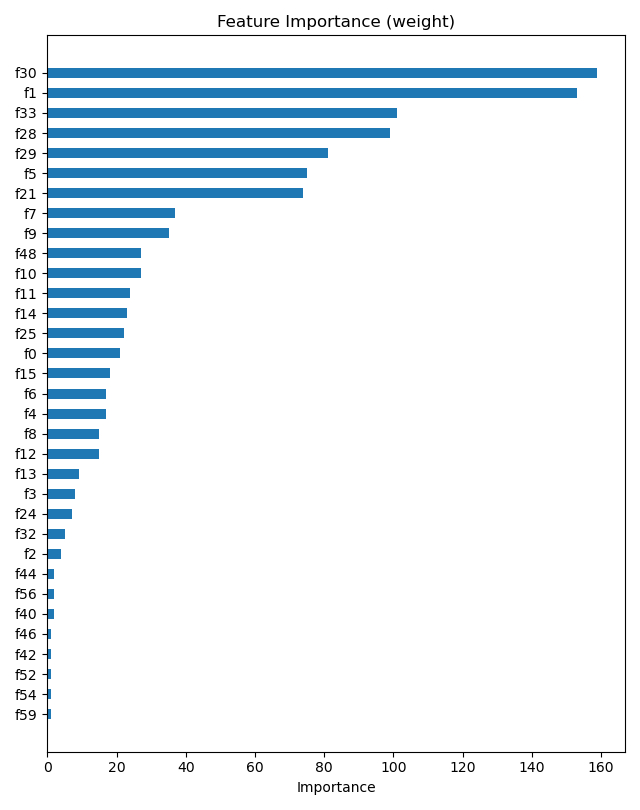 Feature Importance (weight)
f30
f1
f33
f28
f29
f5
f21
f7
f9
f48
f10
f11
f14
f25
f0
f15
f6
f4
f8
f12
f13
f3
f24
f32
f2
f44
f56
f40
f46
f42
f52
f54
f59
0 20 40 60 80 100 120 140 160
Importance